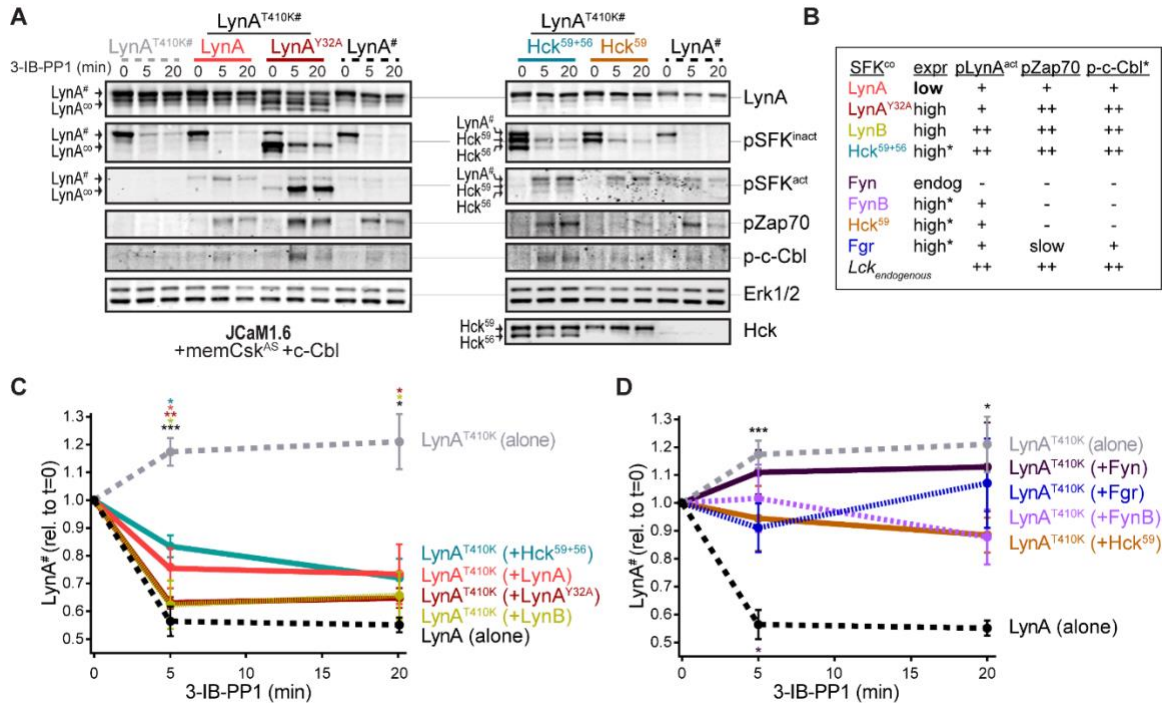 A
LynA^T410K#
LynA^T410K# LynA LynA^Y32A LynA^#
3-IB-PP1 (min) 0 5 20 0 5 20 0 5 20 0 5 20
LynA^#
LynA^co
LynA^#
LynA^co
LynA^#
LynA^co
JCaM1.6
+memCsk^AS +c-Cbl
LynA^T410K#
Hck^59+56 Hck^59 LynA^#
0 5 20 0 5 20 0 5 20
LynA^#
Hck^59
Hck^56
LynA^#
Hck^59
Hck^56
Hck^59
Hck^56
LynA
pSFK^inact
pSFK^act
pZap70
p-c-Cbl
Erk1/2
Hck
B
SFK^co expr pLynA^act pZap70 p-c-Cbl*
LynA low + + +
LynA^Y32A high + ++ ++
LynB high ++ ++ ++
Hck^59+56 high* ++ ++ ++
Fyn endog - - -
FynB high* + - -
Hck^59 high* + - -
Fgr high* + slow +
Lck_endogenous ++ ++ ++
C
LynA^# (rel. to t=0)
1.3
1.2
1.1
1.0
0.9
0.8
0.7
0.6
0.5
*
*
**
*
***
*
*
*
LynA^T410K (alone)
LynA^T410K (+Hck^59+56)
LynA^T410K (+LynA)
LynA^T410K (+LynA^Y32A)
LynA^T410K (+LynB)
LynA (alone)
0 5 10 15 20
3-IB-PP1 (min)
D
LynA^# (rel. to t=0)
1.3
1.2
1.1
1.0
0.9
0.8
0.7
0.6
0.5
***
*
*
LynA^T410K (alone)
LynA^T410K (+Fyn)
LynA^T410K (+Fgr)
LynA^T410K (+FynB)
LynA^T410K (+Hck^59)
LynA (alone)
0 5 10 15 20
3-IB-PP1 (min)